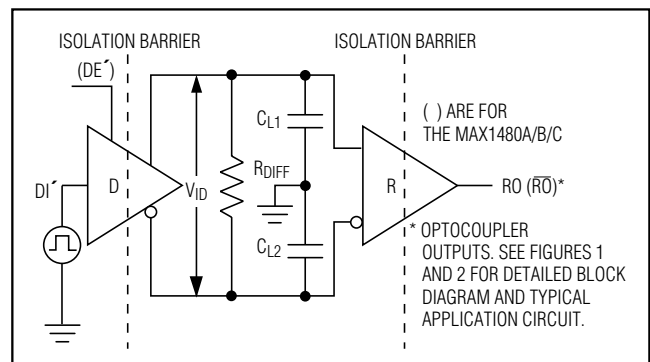 ISOLATION BARRIER
ISOLATION BARRIER
(DE´)
( ) ARE FOR
THE MAX1480A/B/C
CL1
D
VID
RDIFF
R
RO (R̅O̅)*
DI´
CL2
* OPTOCOUPLER
OUTPUTS. SEE FIGURES 1
AND 2 FOR DETAILED BLOCK
DIAGRAM AND TYPICAL
APPLICATION CIRCUIT.